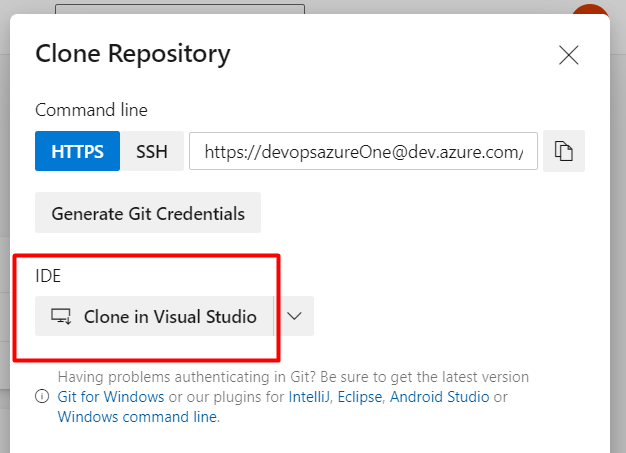 Clone Repository
Command line
HTTPS
SSH
https://devopsazureOne@dev.azure.com/
Generate Git Credentials
IDE
Clone in Visual Studio
Having problems authenticating in Git? Be sure to get the latest version
Git for Windows or our plugins for IntelliJ, Eclipse, Android Studio or
Windows command line.